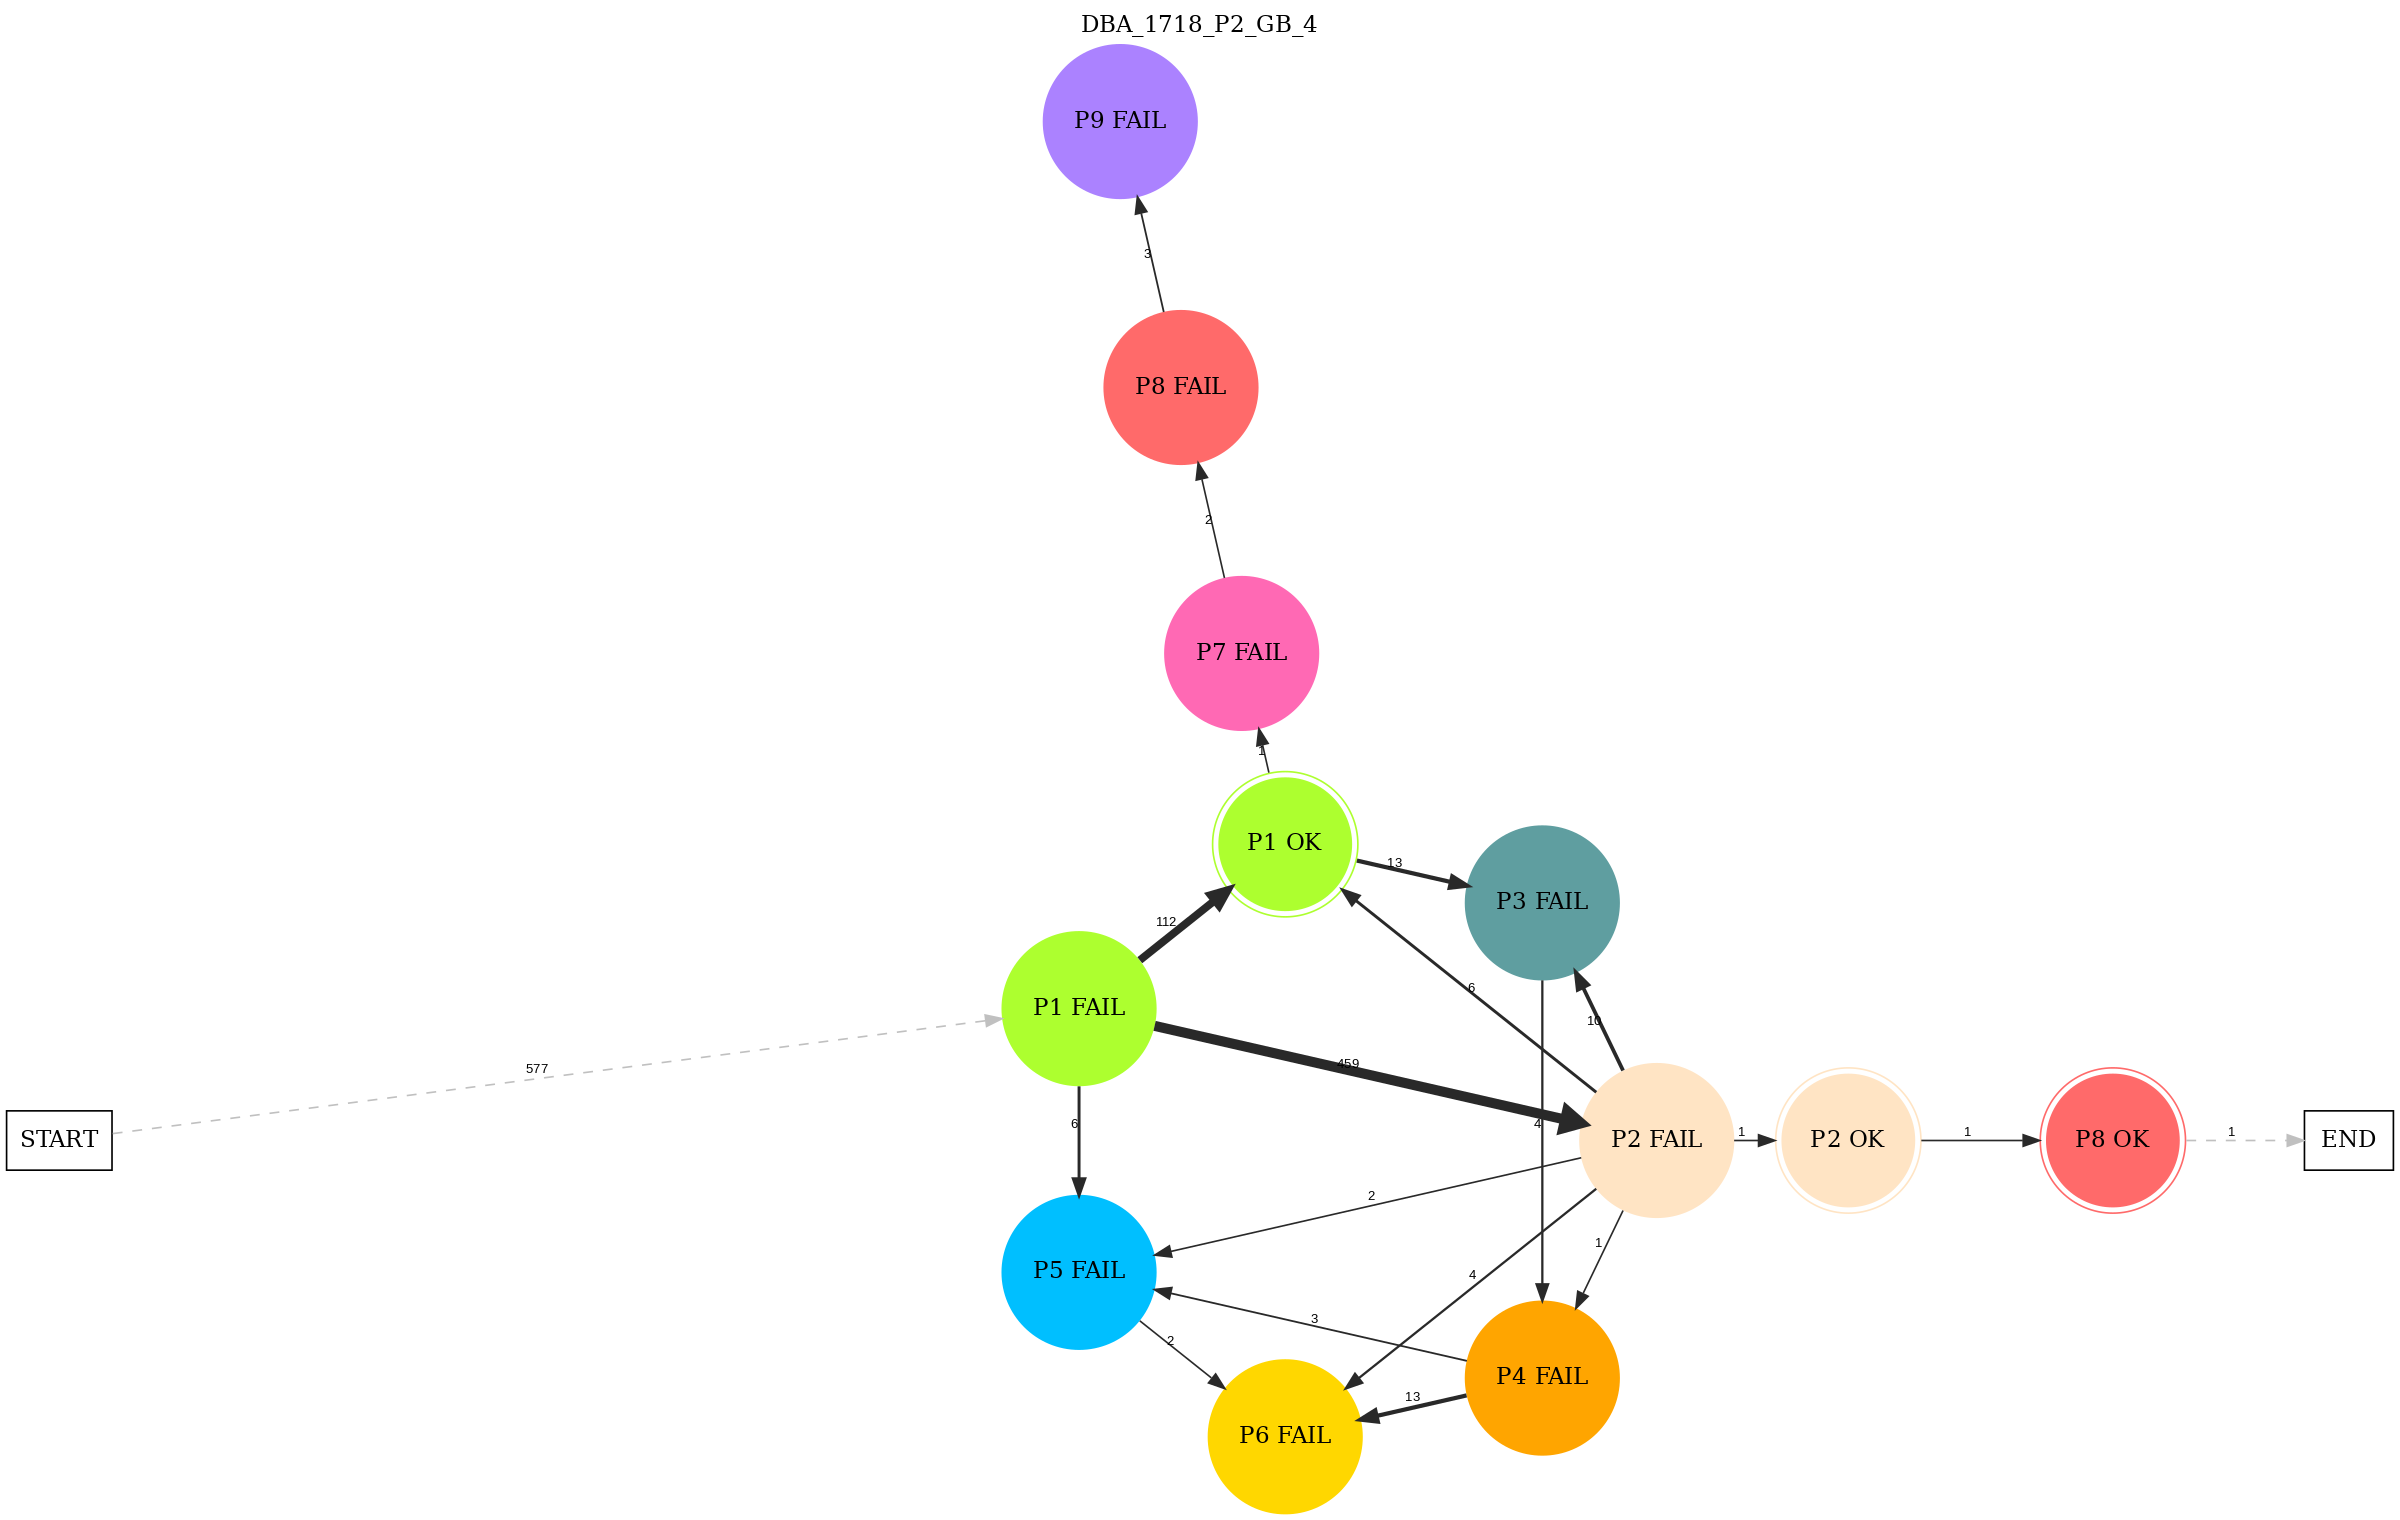 DBA_1718_P2_GB_4
P9 FAIL
3
P8 FAIL
2
P7 FAIL
1
P1 OK
13
P3 FAIL
112
6
10
P1 FAIL
459
577
6
4
START
P2 FAIL
1
P2 OK
1
P8 OK
1
END
2
1
4
P5 FAIL
3
2
13
P4 FAIL
P6 FAIL